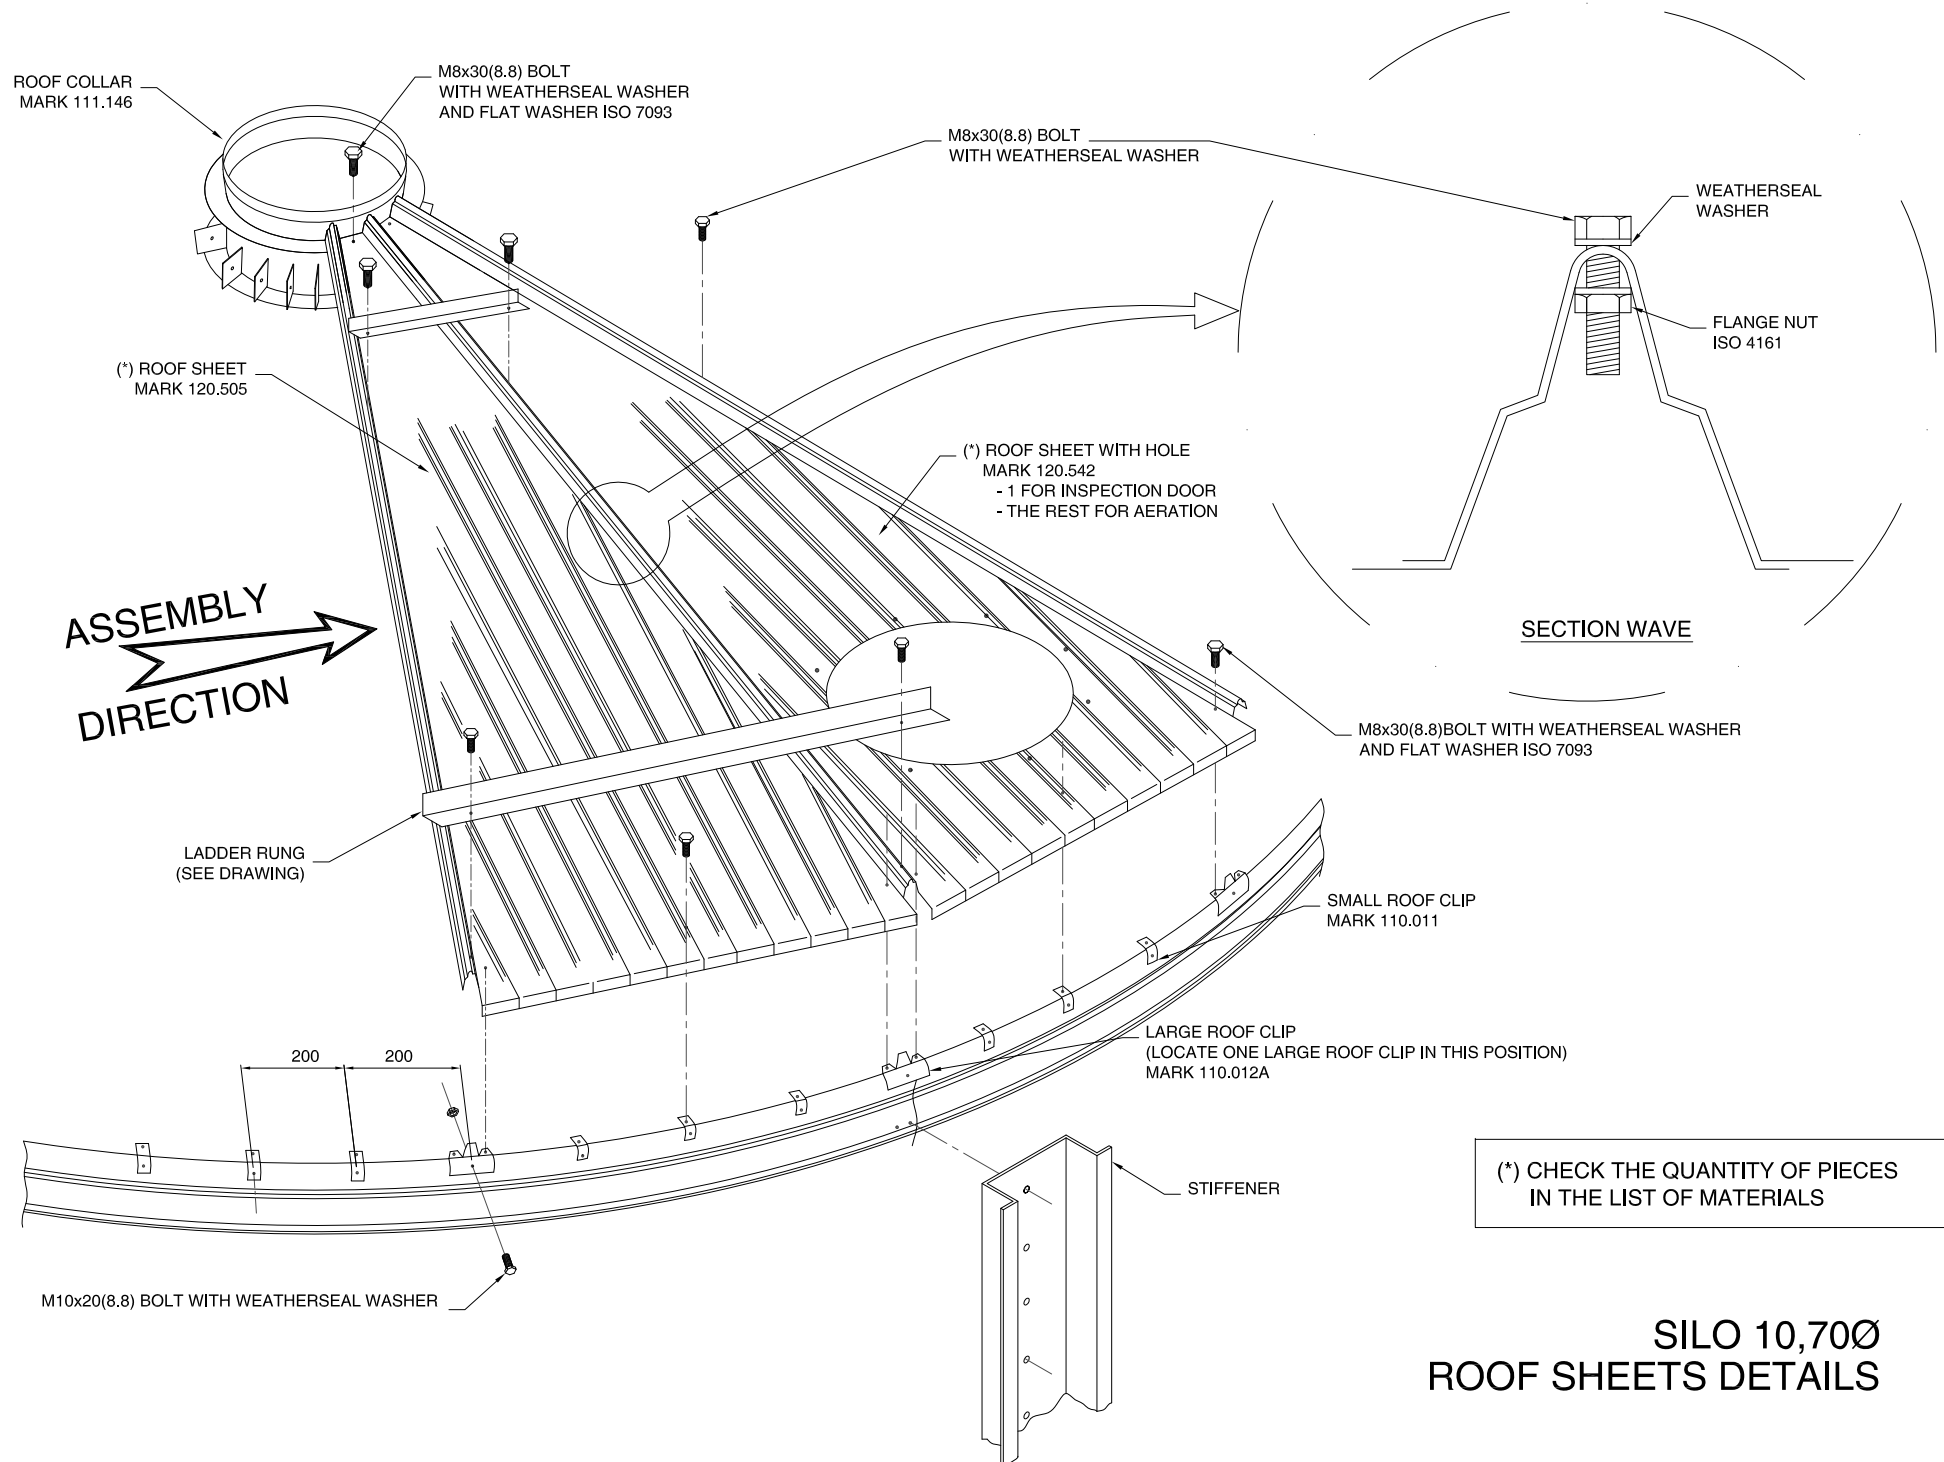 ROOF COLLAR
MARK 111.146
M8x30(8.8) BOLT
WITH WEATHERSEAL WASHER
AND FLAT WASHER ISO 7093
M8x30(8.8) BOLT
WITH WEATHERSEAL WASHER
WEATHERSEAL
WASHER
FLANGE NUT
ISO 4161
(*) ROOF SHEET
MARK 120.505
(*) ROOF SHEET WITH HOLE
MARK 120.542
- 1 FOR INSPECTION DOOR
- THE REST FOR AERATION
ASSEMBLY
DIRECTION
SECTION WAVE
M8x30(8.8)BOLT WITH WEATHERSEAL WASHER
AND FLAT WASHER ISO 7093
LADDER RUNG
(SEE DRAWING)
SMALL ROOF CLIP
MARK 110.011
LARGE ROOF CLIP
(LOCATE ONE LARGE ROOF CLIP IN THIS POSITION)
MARK 110.012A
200
200
STIFFENER
(*) CHECK THE QUANTITY OF PIECES
IN THE LIST OF MATERIALS
M10x20(8.8) BOLT WITH WEATHERSEAL WASHER
SILO 10,70Ø
ROOF SHEETS DETAILS